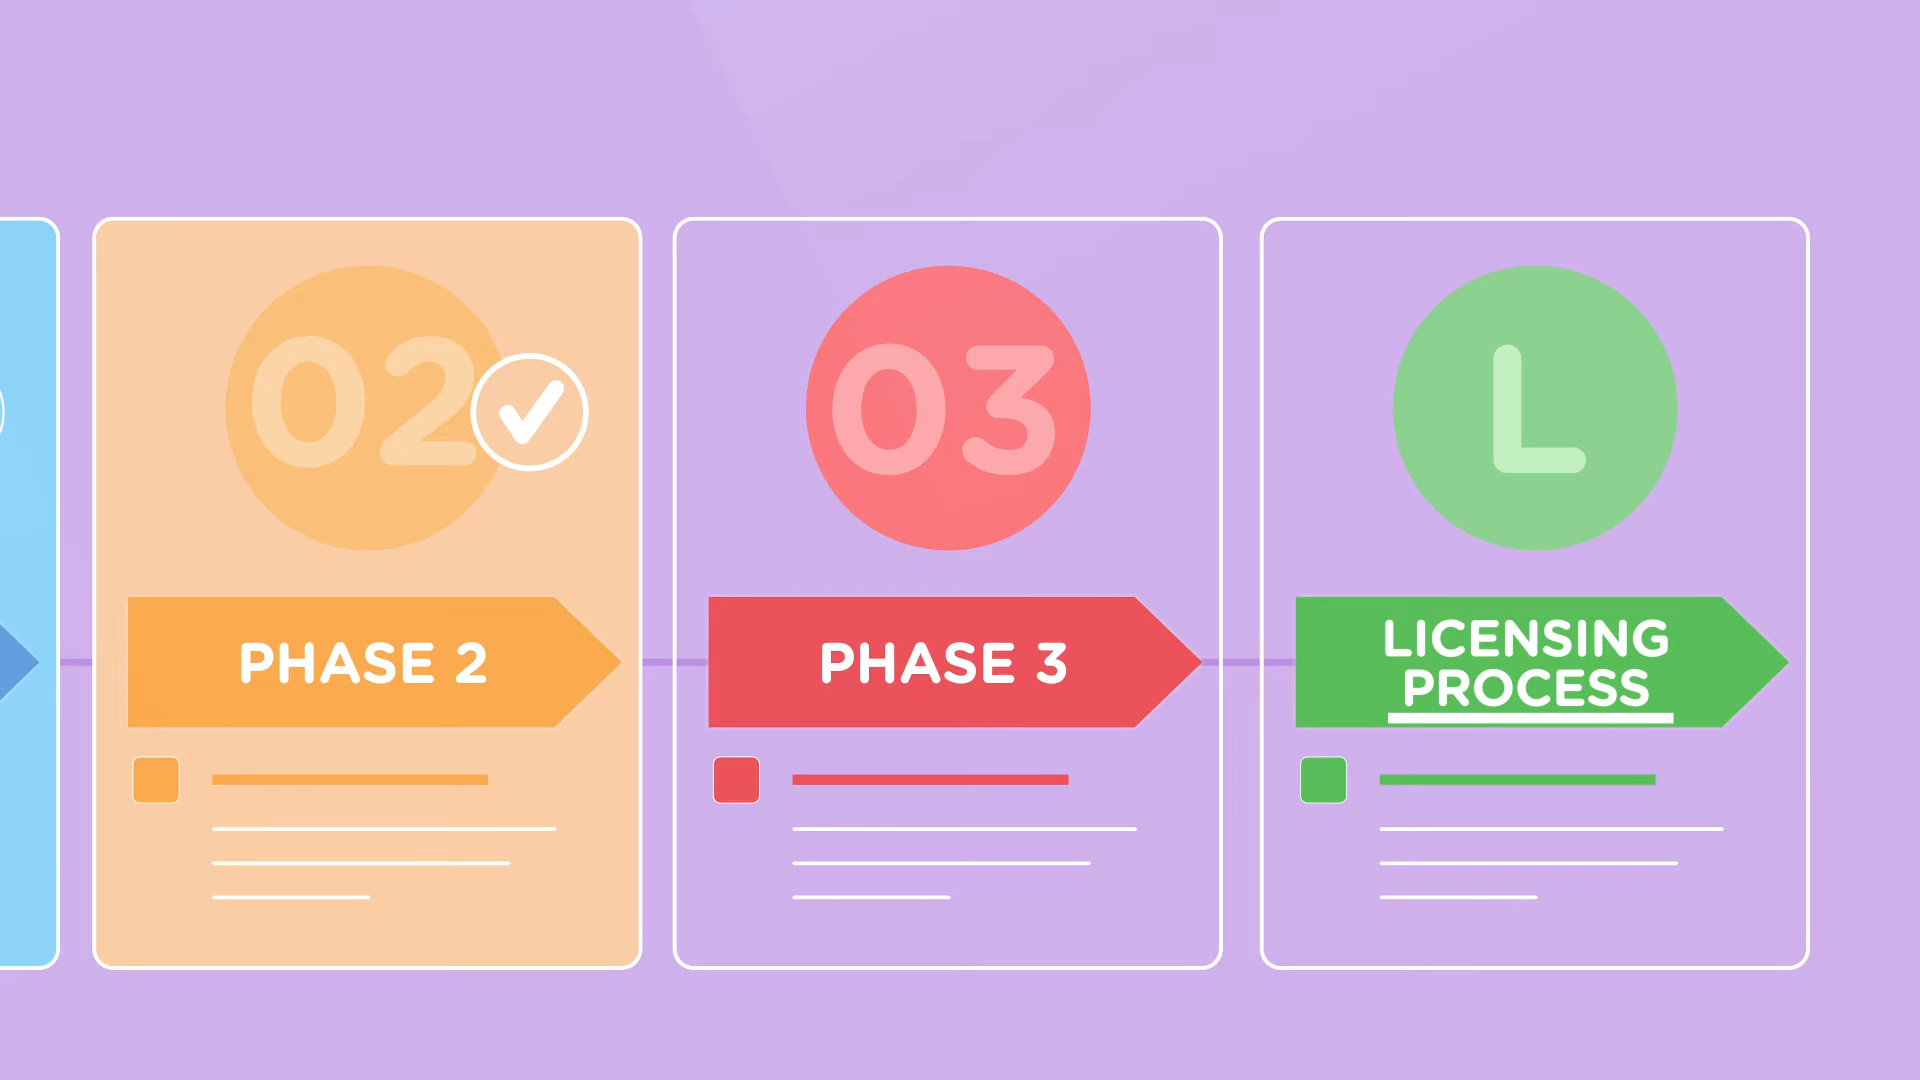 02
PHASE 2
03
PHASE 3
L
LICENSING
PROCESS